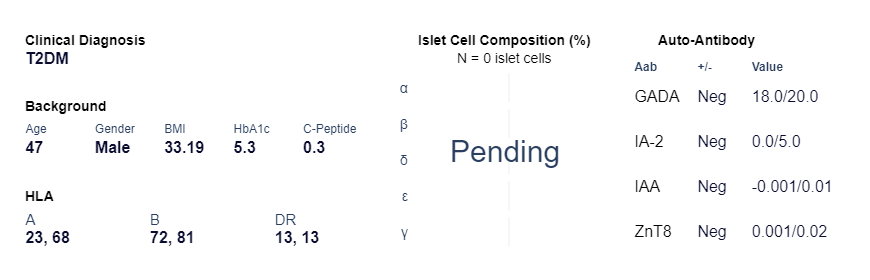 Clinical Diagnosis
T2DM
Background
Age Gender BMI HbA1c C-Peptide
47 Male 33.19 5.3 0.3
HLA
A B DR
23, 68 72, 81 13, 13
Islet Cell Composition (%)
N = 0 islet cells
α
β
δ
ε
γ
Pending
Auto-Antibody
Aab +/- Value
GADA Neg 18.0/20.0
IA-2 Neg 0.0/5.0
IAA Neg -0.001/0.01
ZnT8 Neg 0.001/0.02